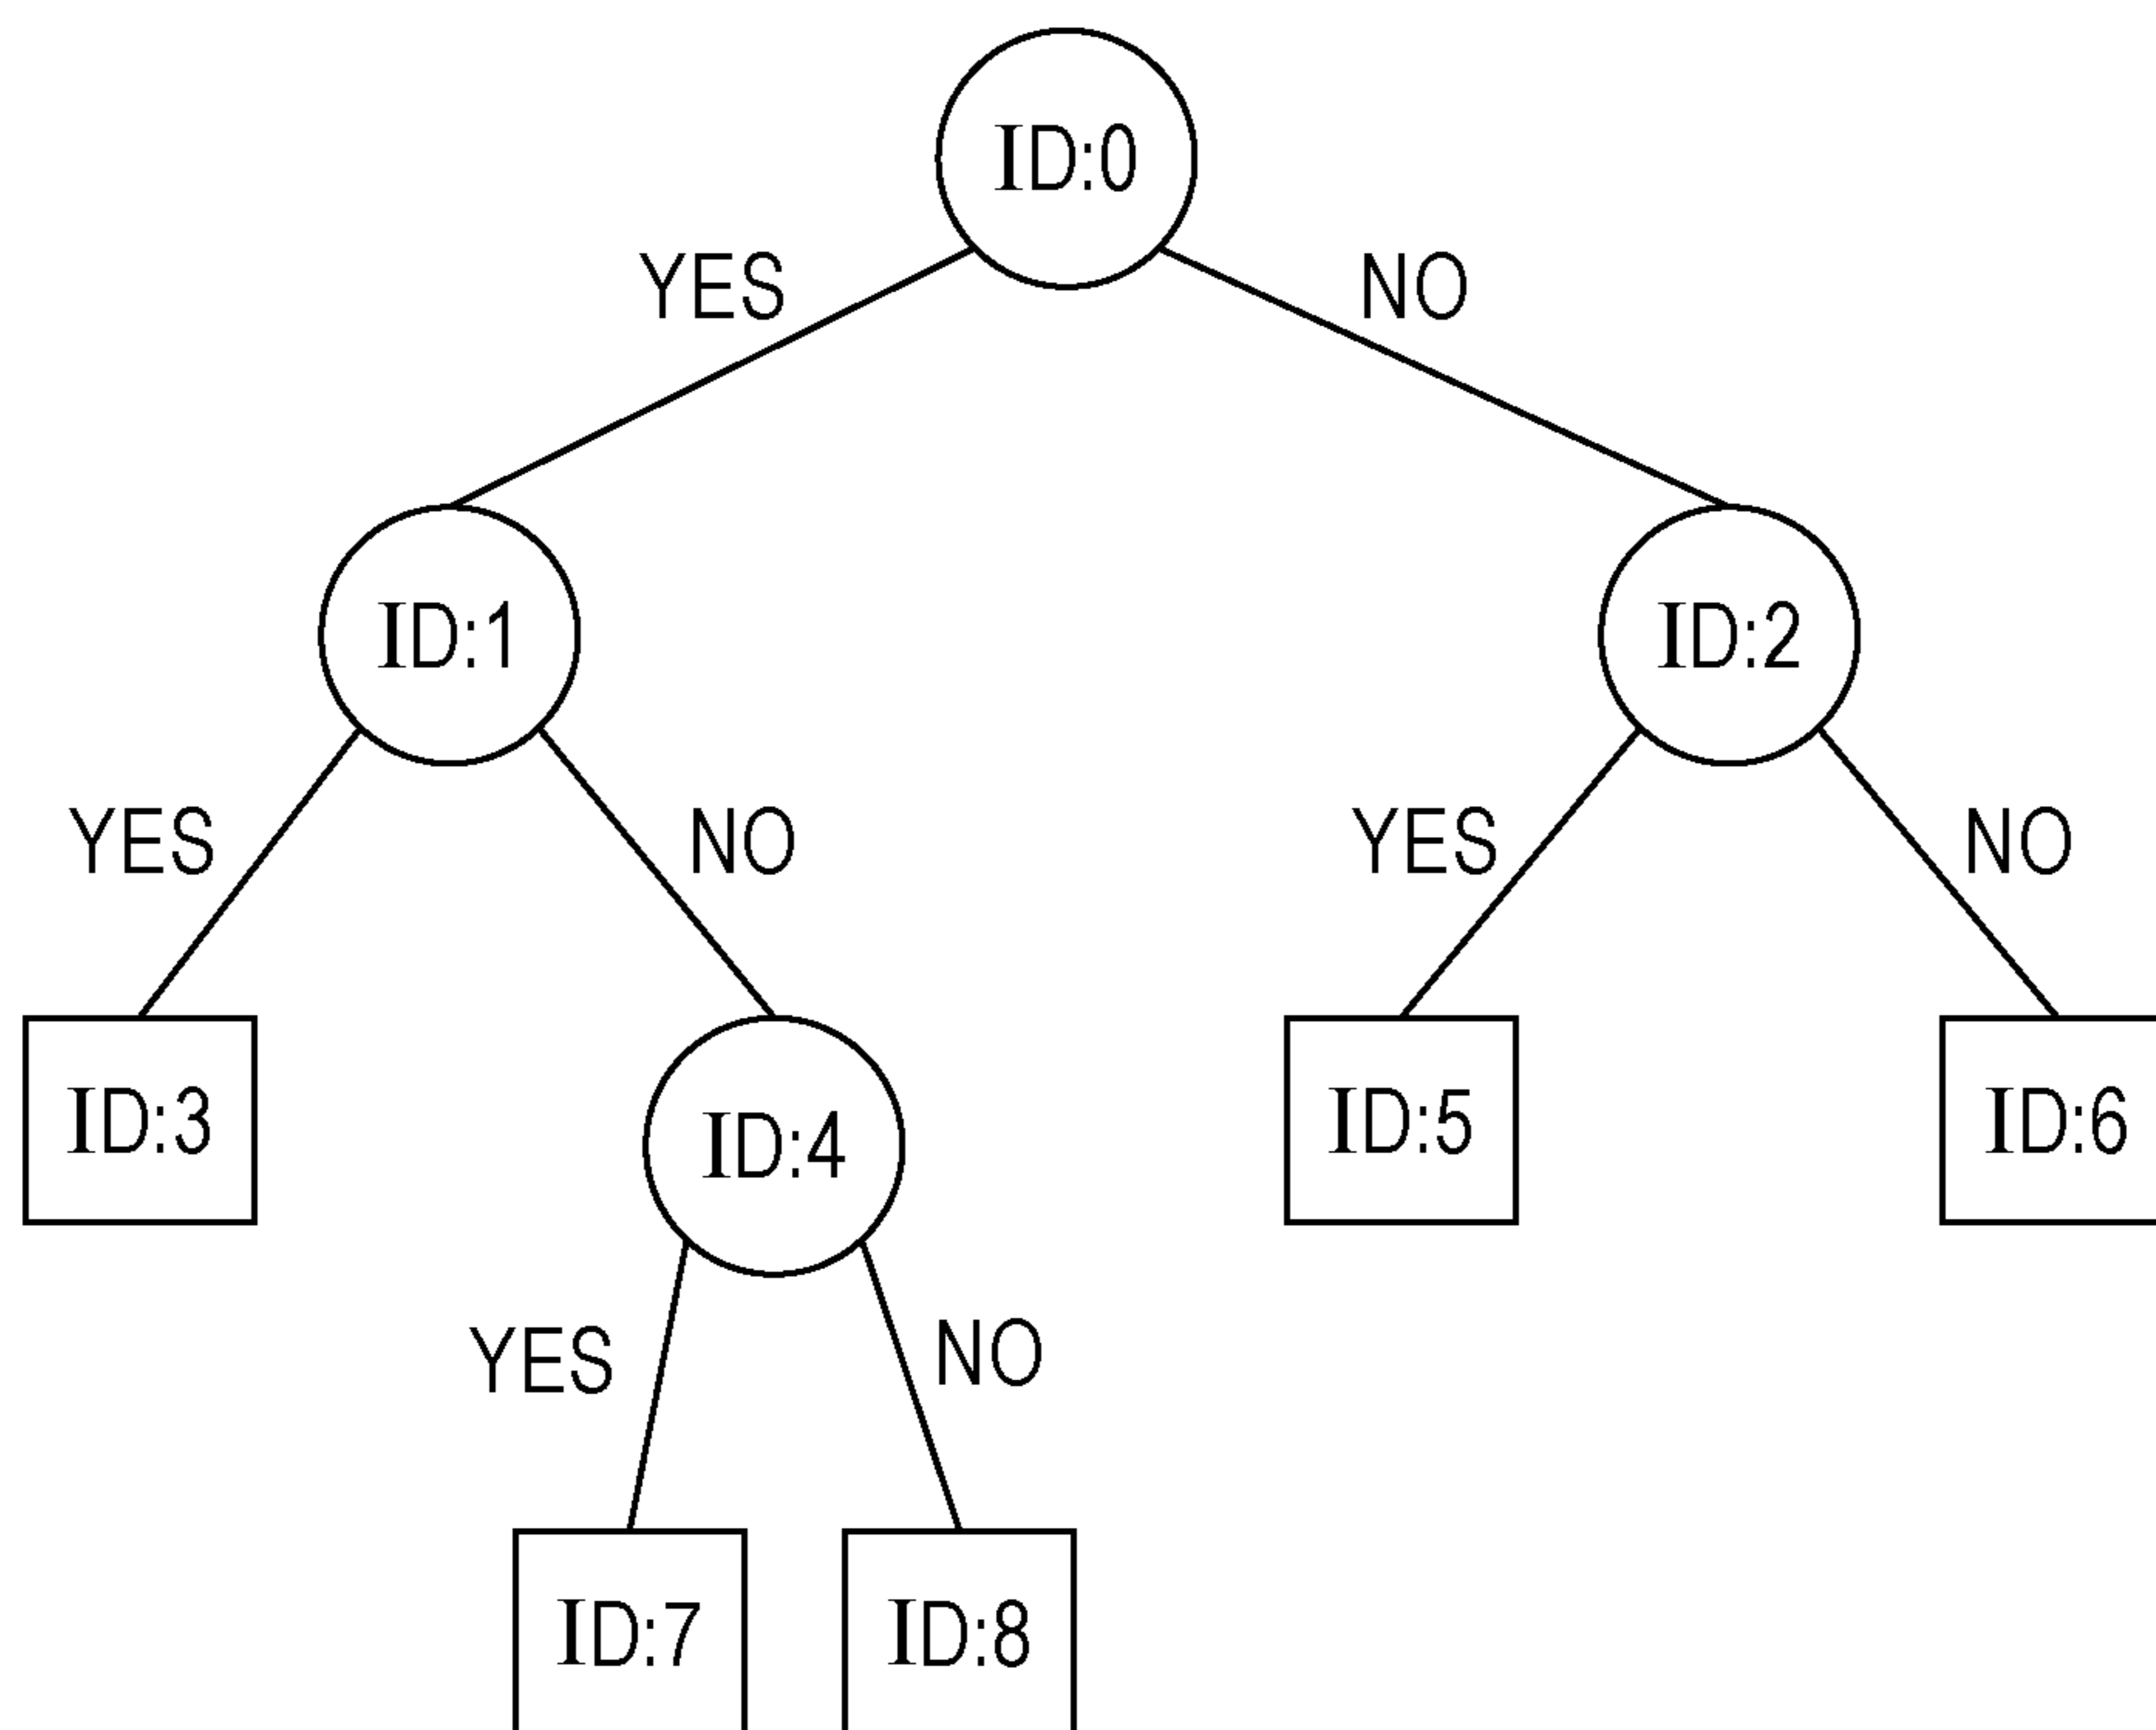 ID:0
YES NO
ID:1 ID:2
YES NO YES NO
ID:3 ID:4 ID:5 ID:6
YES NO
ID:7 ID:8